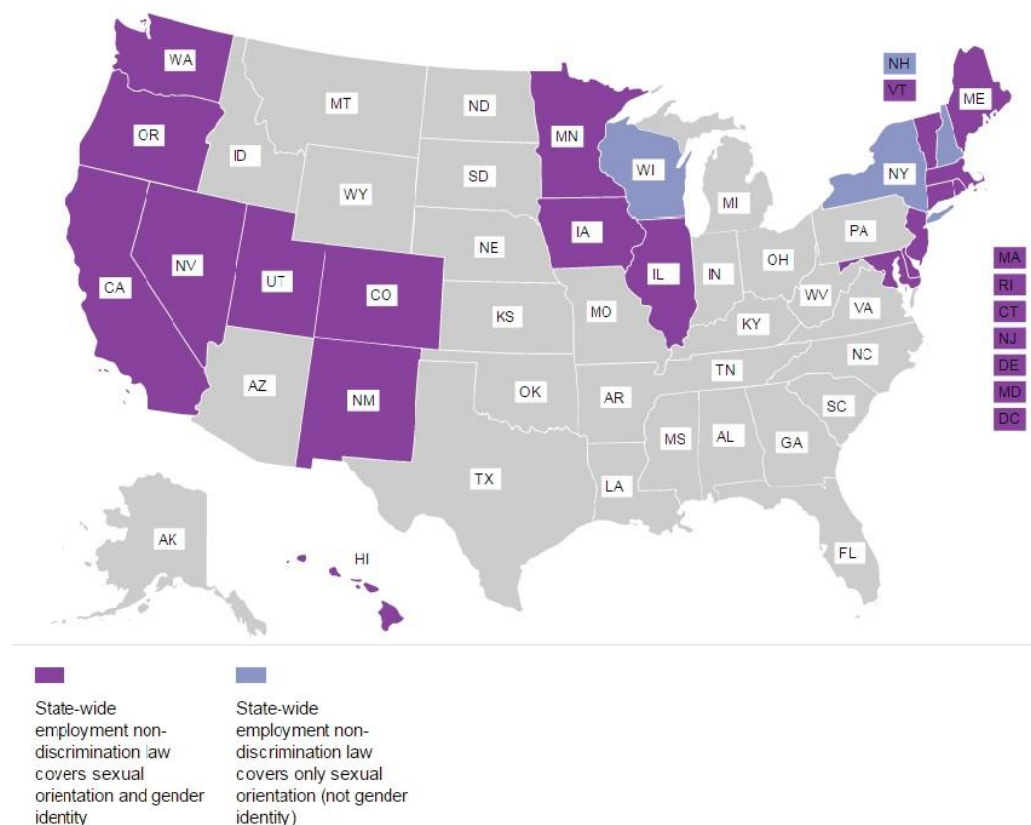 WA
NH
VT
ME
MT
ND
MN
OR
ID
SD
WI
NY
WY
MI
NE
IA
PA
CA
NV
UT
CO
IL
IN
OH
MA
RI
CT
NJ
DE
MD
DC
KS
MO
WV
VA
KY
NC
AZ
NM
OK
AR
TN
SC
MS
AL
GA
TX
LA
AK
HI
FL
State-wide
employment non-
discrimination law
covers sexual
orientation and gender
identity
State-wide
employment non-
discrimination law
covers only sexual
orientation (not gender
identity)